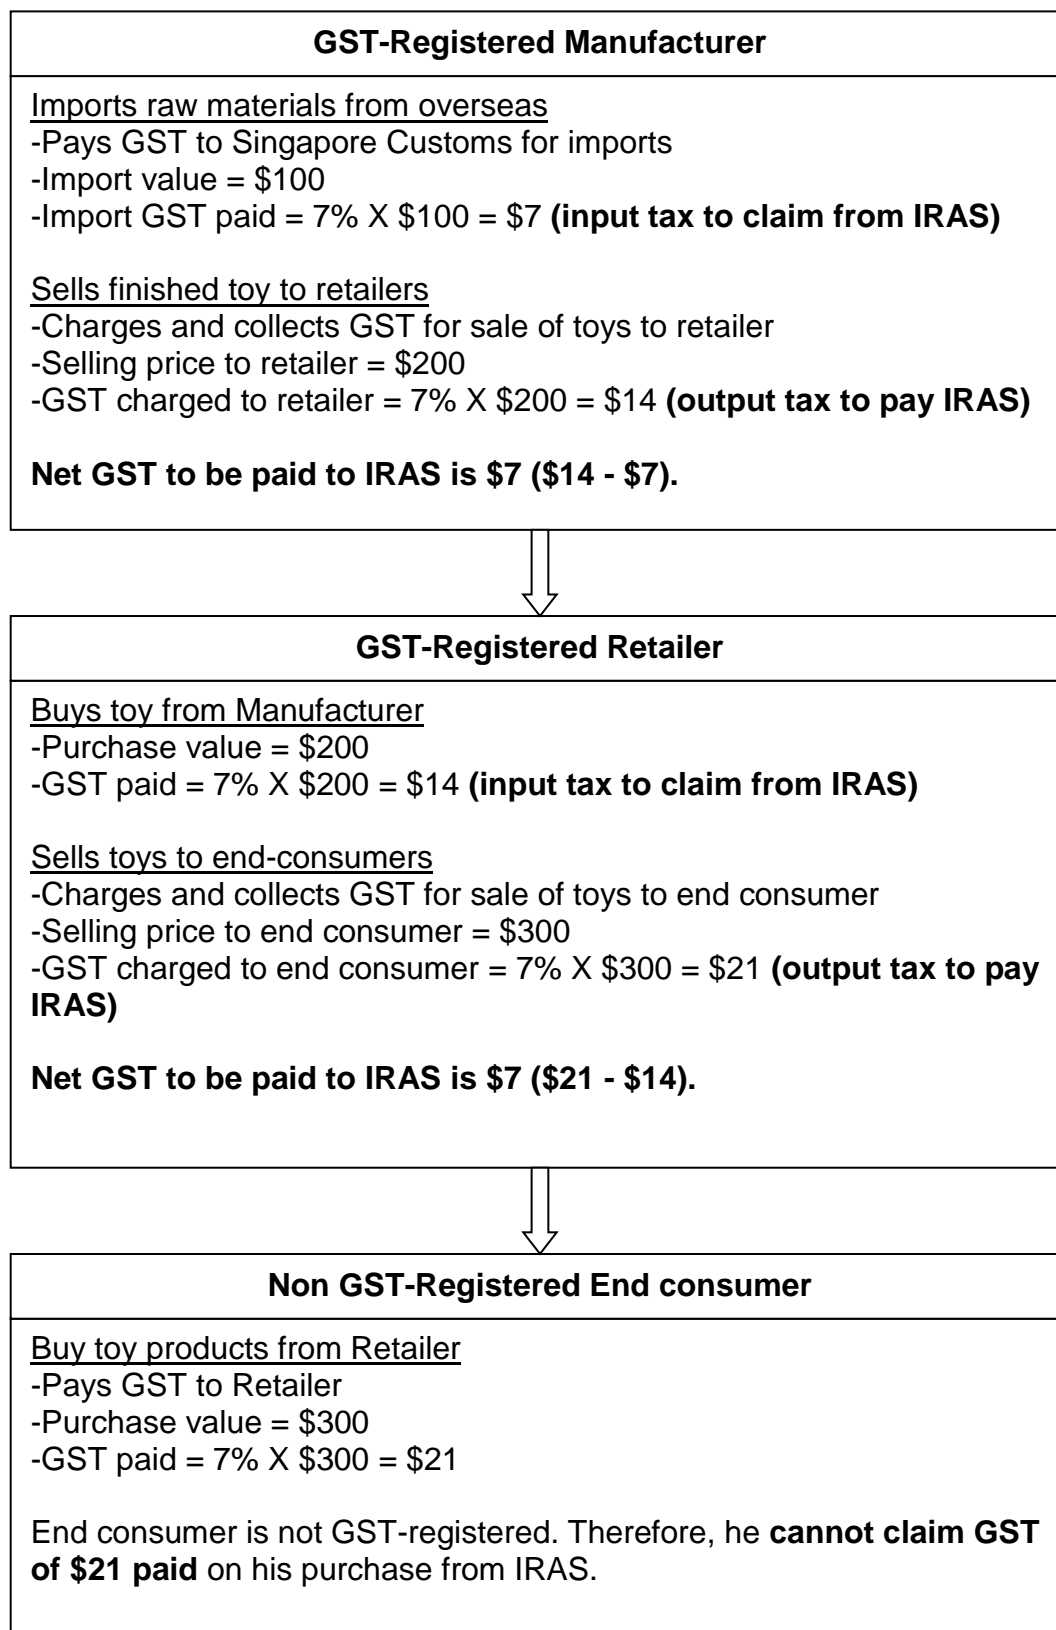 GST-Registered Manufacturer
Imports raw materials from overseas
-Pays GST to Singapore Customs for imports
-Import value = $100
-Import GST paid = 7% X $100 = $7 (input tax to claim from IRAS)
Sells finished toy to retailers
-Charges and collects GST for sale of toys to retailer
-Selling price to retailer = $200
-GST charged to retailer = 7% X $200 = $14 (output tax to pay IRAS)
Net GST to be paid to IRAS is $7 ($14 - $7).
GST-Registered Retailer
Buys toy from Manufacturer
-Purchase value = $200
-GST paid = 7% X $200 = $14 (input tax to claim from IRAS)
Sells toys to end-consumers
-Charges and collects GST for sale of toys to end consumer
-Selling price to end consumer = $300
-GST charged to end consumer = 7% X $300 = $21 (output tax to pay
IRAS)
Net GST to be paid to IRAS is $7 ($21 - $14).
Non GST-Registered End consumer
Buy toy products from Retailer
-Pays GST to Retailer
-Purchase value = $300
-GST paid = 7% X $300 = $21
End consumer is not GST-registered. Therefore, he cannot claim GST
of $21 paid on his purchase from IRAS.